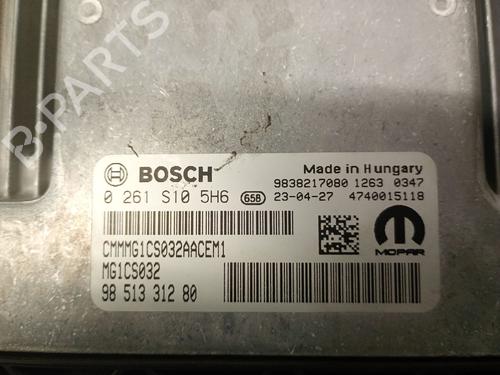 B-PARTS
BOSCH
Made in Hungary
9838217080 1263 0347
0 261 S10 5H6 658 23-04-27 4740015118
CMMMG1CS032AACEM1
MG1CS032
98 513 312 80
MOPAR